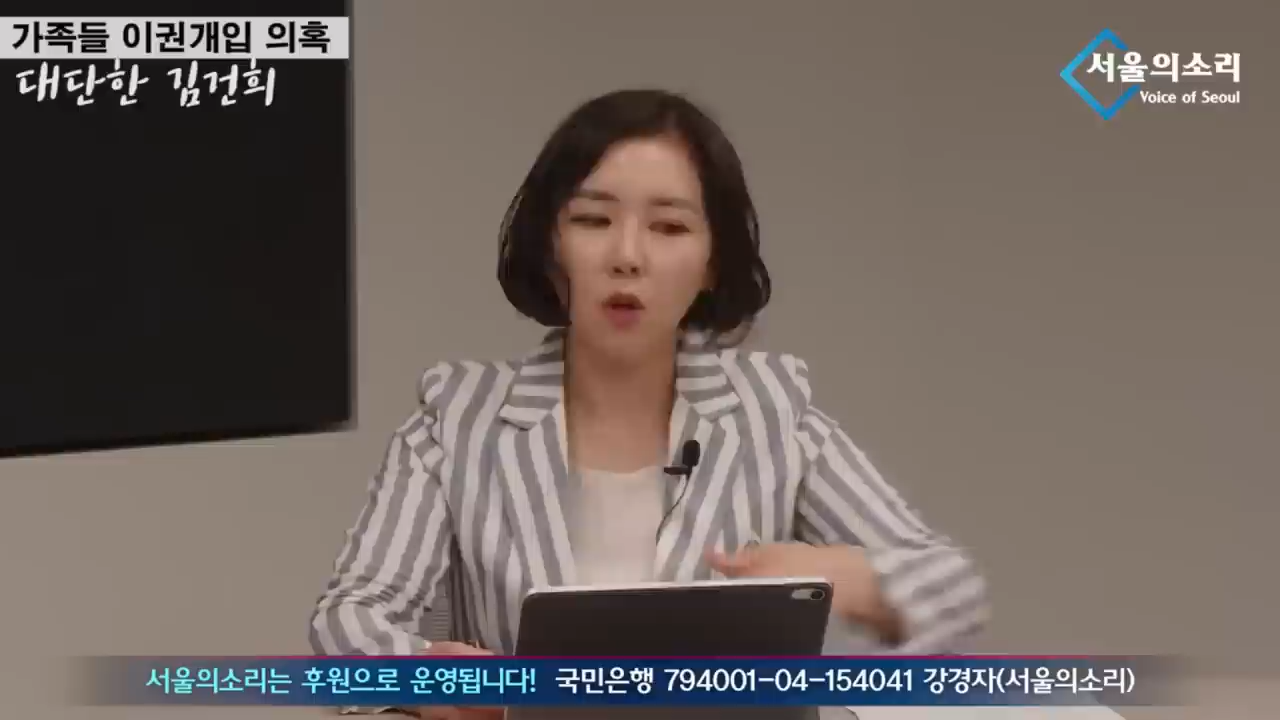 가족들 이권개입 의혹
대단한 김건희
서울의소리
Voice of Seoul
서울의소리는 후원으로 운영됩니다! 국민은행 794001-04-154041 강경자(서울의소리)